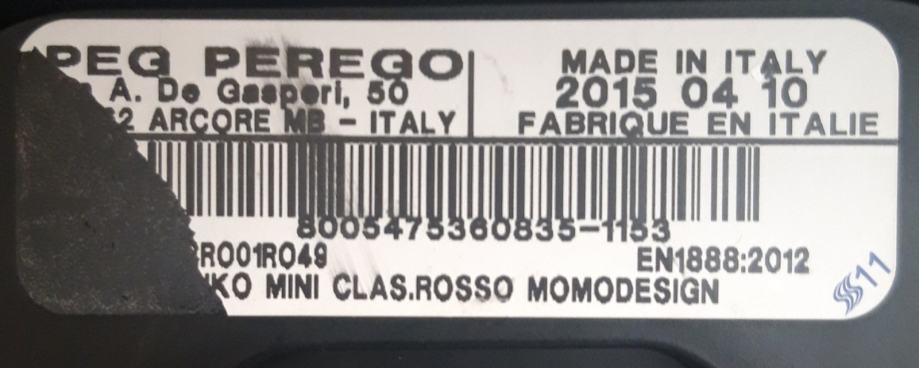 PEG PEREGO
A. De Gasperi, 50
ARCORE MB - ITALY
MADE IN ITALY
2015 04 10
FABRIQUE EN ITALIE
8005475360835-1153
EN1888:2012
MINI CLAS.ROSSO MOMODESIGN
11